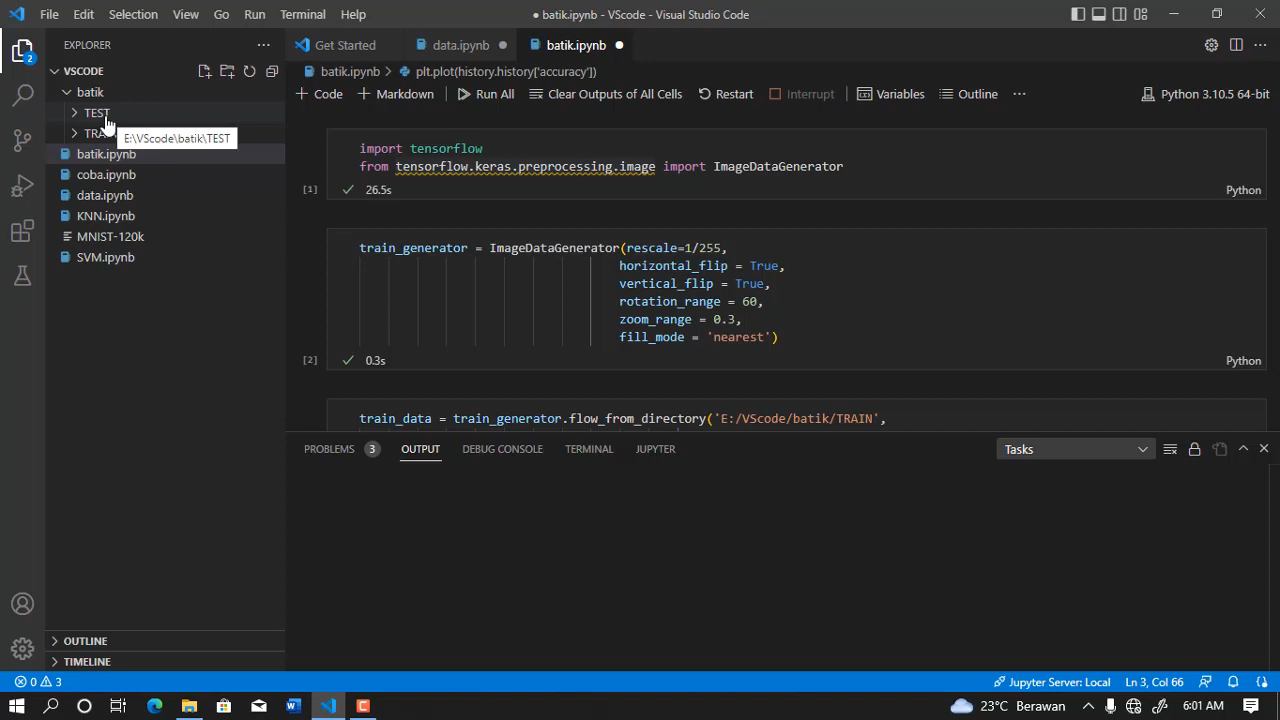 File Edit Selection View Go Run Terminal Help
batik.ipynb - VScode - Visual Studio Code
EXPLORER
Get Started
data.ipynb
batik.ipynb
VSCODE
batik.ipynb > plt.plot(history.history['accuracy'])
Code Markdown Run All Clear Outputs of All Cells Restart Interrupt Variables Outline Python 3.10.5 64-bit
2
batik
TEST
TRAIN
E:\VScode\batik\TEST
batik.ipynb
coba.ipynb
data.ipynb
KNN.ipynb
MNIST-120k
SVM.ipynb
OUTLINE
TIMELINE
import tensorflow
from tensorflow.keras.preprocessing.image import ImageDataGenerator
[1] 26.5s Python
train_generator = ImageDataGenerator(rescale=1/255,
horizontal_flip = True,
vertical_flip = True,
rotation_range = 60,
zoom_range = 0.3,
fill_mode = 'nearest')
[2] 0.3s Python
train_data = train_generator.flow_from_directory('E:/VScode/batik/TRAIN',
PROBLEMS 3 OUTPUT DEBUG CONSOLE TERMINAL JUPYTER Tasks
0 3 Jupyter Server: Local Ln 3, Col 66
23°C Berawan 6:01 AM